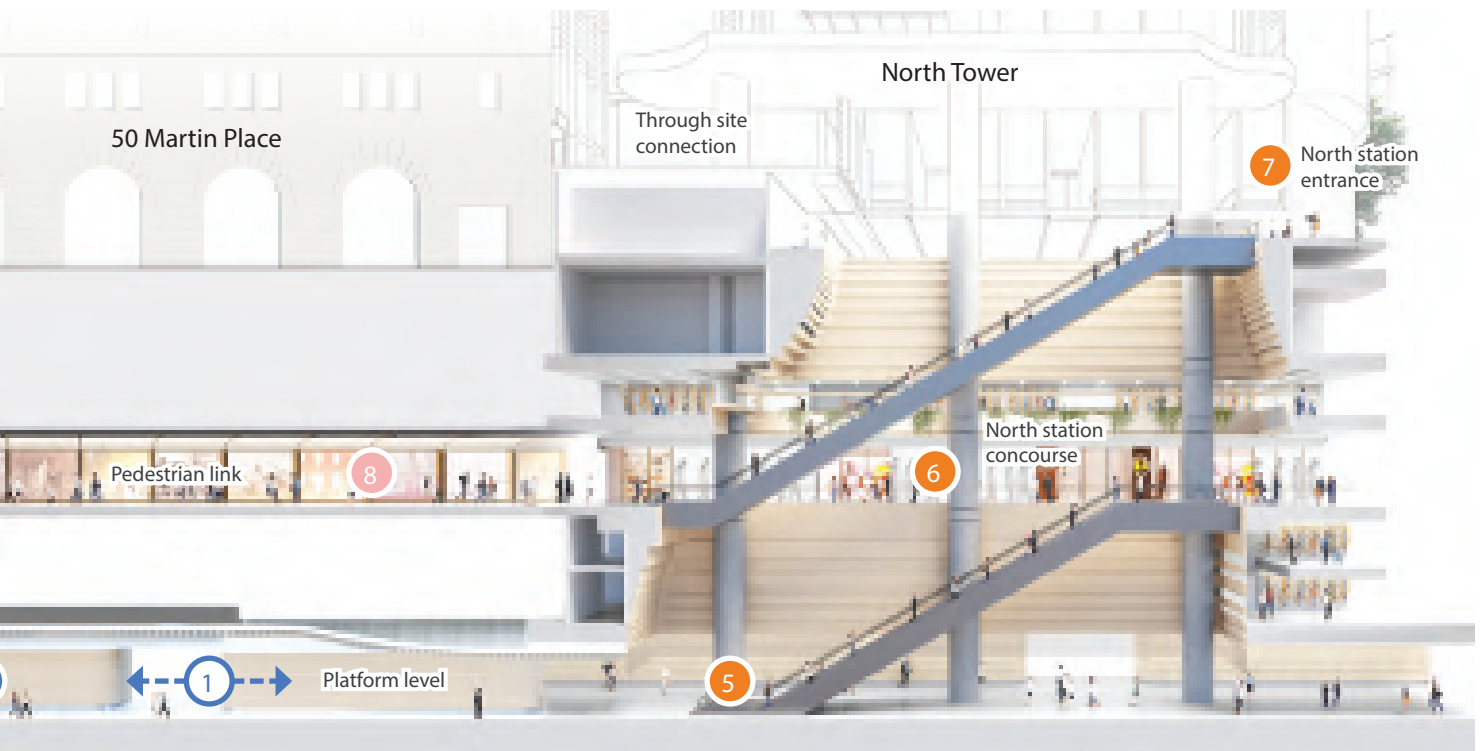 North Tower
50 Martin Place
Through site
connection
7
North station
entrance
North station
concourse
Pedestrian link
8
6
1
Platform level
5